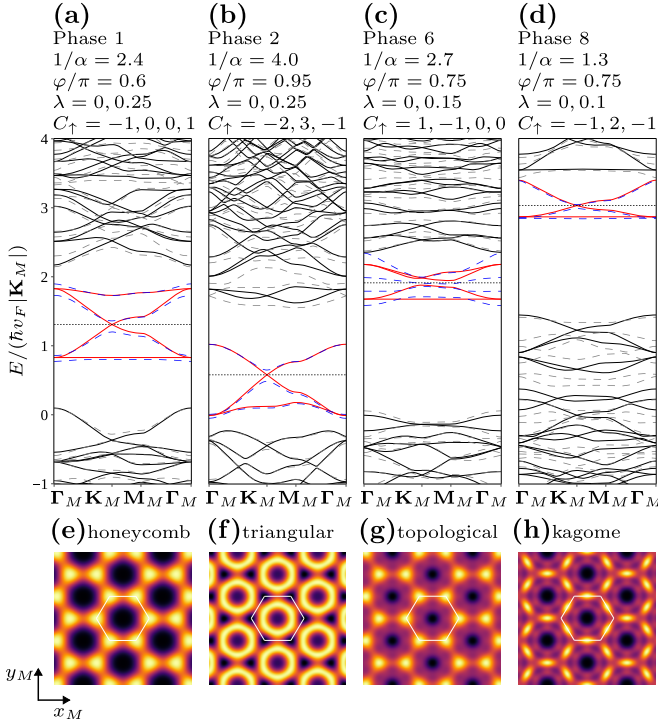 (a) (b) (c) (d)
Phase 1 Phase 2 Phase 6 Phase 8
1/α = 2.4 1/α = 4.0 1/α = 2.7 1/α = 1.3
φ/π = 0.6 φ/π = 0.95 φ/π = 0.75 φ/π = 0.75
λ = 0, 0.25 λ = 0, 0.25 λ = 0, 0.15 λ = 0, 0.1
C↑ = −1, 0, 0, 1 C↑ = −2, 3, −1 C↑ = 1, −1, 0, 0 C↑ = −1, 2, −1
4
3
2
1
0
−1
E/(ℏv_F|K_M|)
Γ_M K_M M_M Γ_M Γ_M K_M M_M Γ_M Γ_M K_M M_M Γ_M Γ_M K_M M_M Γ_M
(e) honeycomb (f) triangular (g) topological (h) kagome
y_M
x_M